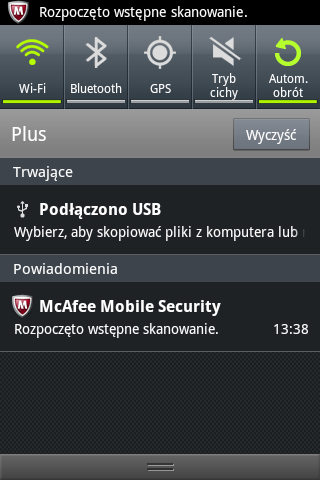 Rozpoczęto wstępne skanowanie.
Wi-Fi
Bluetooth
GPS
Tryb
cichy
Autom.
obrót
Plus
Wyczyść
Trwające
Podłączono USB
Wybierz, aby skopiować pliki z komputera lub
Powiadomienia
McAfee Mobile Security
Rozpoczęto wstępne skanowanie. 13:38